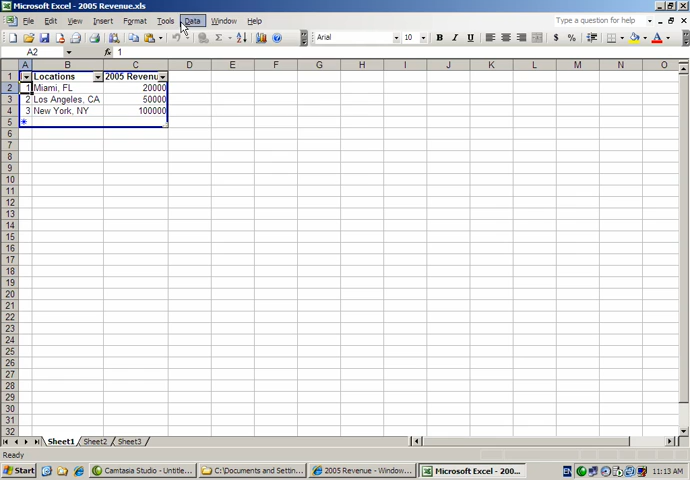 Microsoft Excel - 2005 Revenue.xls
File Edit View Insert Format Tools Data Window Help
Type a question for help
Arial 10 B I U $ %
A2 fx 1
A B C D E F G H I J K L M N O
1 Locations 2005 Revenu
2 1 Miami, FL 20000
3 2 Los Angeles, CA 50000
4 3 New York, NY 100000
5 *
6
7
8
9
10
11
12
13
14
15
16
17
18
19
20
21
22
23
24
25
26
27
28
29
30
31
32
Sheet1 Sheet2 Sheet3
Ready
Start Camtasia Studio - Untitle... C:\Documents and Settin... 2005 Revenue - Window... Microsoft Excel - 200... EN 11:13 AM